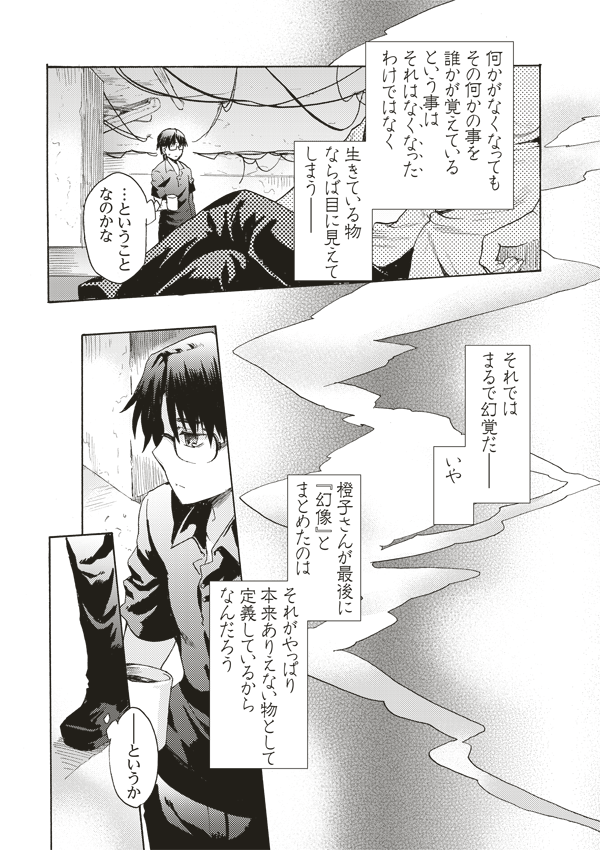 何かがなくなっても
その何かの事を
誰かが覚えている
という事は
それはなくなった
わけではなく
生きている物
ならば目に見えて
しまう――
…ということ
なのかな
それでは
まるで幻覚だ――
いや
橙子さんが最後に
『幻像』と
まとめたのは
それがやっぱり
本来ありえない物として
定義しているから
なんだろう
――というか